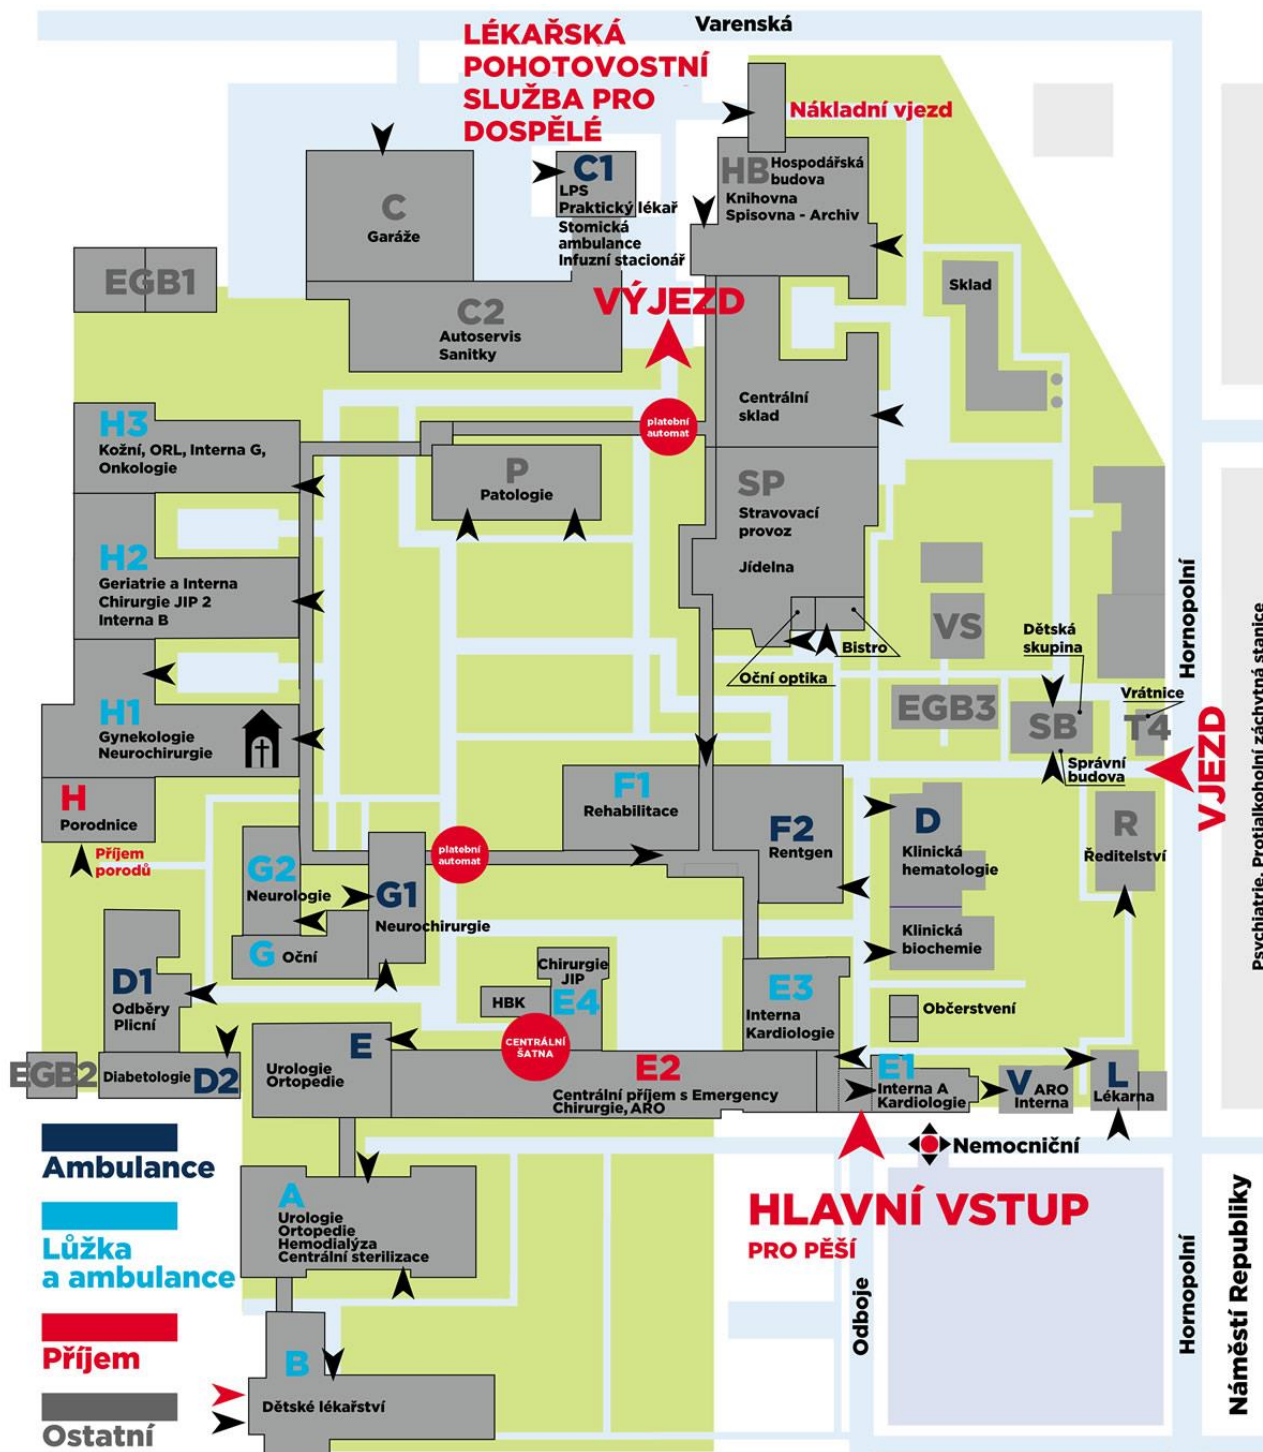 Varenská
LÉKAŘSKÁ
POHOTOVOSTNÍ
SLUŽBA PRO
DOSPĚLÉ
Nákladní vjezd
C
Garáže
C1
LPS
Praktický lékař
Stomická
ambulance
Infuzní stacionář
HB
Hospodářská
budova
Knihovna
Spisovna - Archiv
EGB1
C2
Autoservis
Sanitky
VÝJEZD
Sklad
H3
Kožní, ORL, Interna G,
Onkologie
platební
automat
Centrální
sklad
P
Patologie
SP
Stravovací
provoz
Jídelna
H2
Geriatrie a Interna
Chirurgie JIP 2
Interna B
Bistro
Oční optika
VS
Dětská
skupina
Hornopolní
EGB3
SB
Správní
budova
Vrátnice
T4
VJEZD
Psychiatrie, Protialkoholní záchytná stanice
H1
Gynekologie
Neurochirurgie
H
Porodnice
Příjem
porodů
F1
Rehabilitace
F2
Rentgen
D
Klinická
hematologie
Klinická
biochemie
R
Ředitelství
platební
automat
G2
Neurologie
G1
Neurochirurgie
G Oční
D1
Odběry
Plicní
Chirurgie
JIP
E4
HBK
E3
Interna
Kardiologie
Občerstvení
CENTRÁLNÍ
ŠATNA
E
Urologie
Ortopedie
E2
Centrální příjem s Emergency
Chirurgie, ARO
E1
Interna A
Kardiologie
V ARO
Interna
L
Lékárna
EGB2
Diabetologie D2
Nemocniční
HLAVNÍ VSTUP
PRO PĚŠÍ
A
Urologie
Ortopedie
Hemodialýza
Centrální sterilizace
B
Dětské lékařství
Odboje
Hornopolní
Náměstí Republiky
Ambulance
Lůžka
a ambulance
Příjem
Ostatní